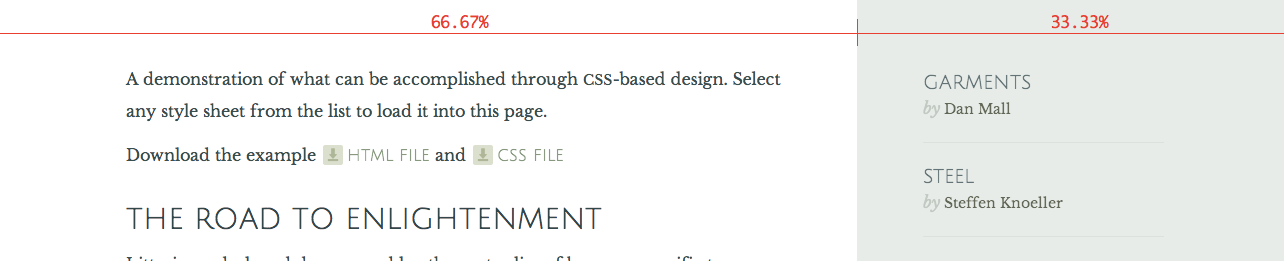 66.67%
33.33%
A demonstration of what can be accomplished through CSS-based design. Select
any style sheet from the list to load it into this page.
Download the example HTML FILE and CSS FILE
THE ROAD TO ENLIGHTENMENT
GARMENTS
by Dan Mall
STEEL
by Steffen Knoeller